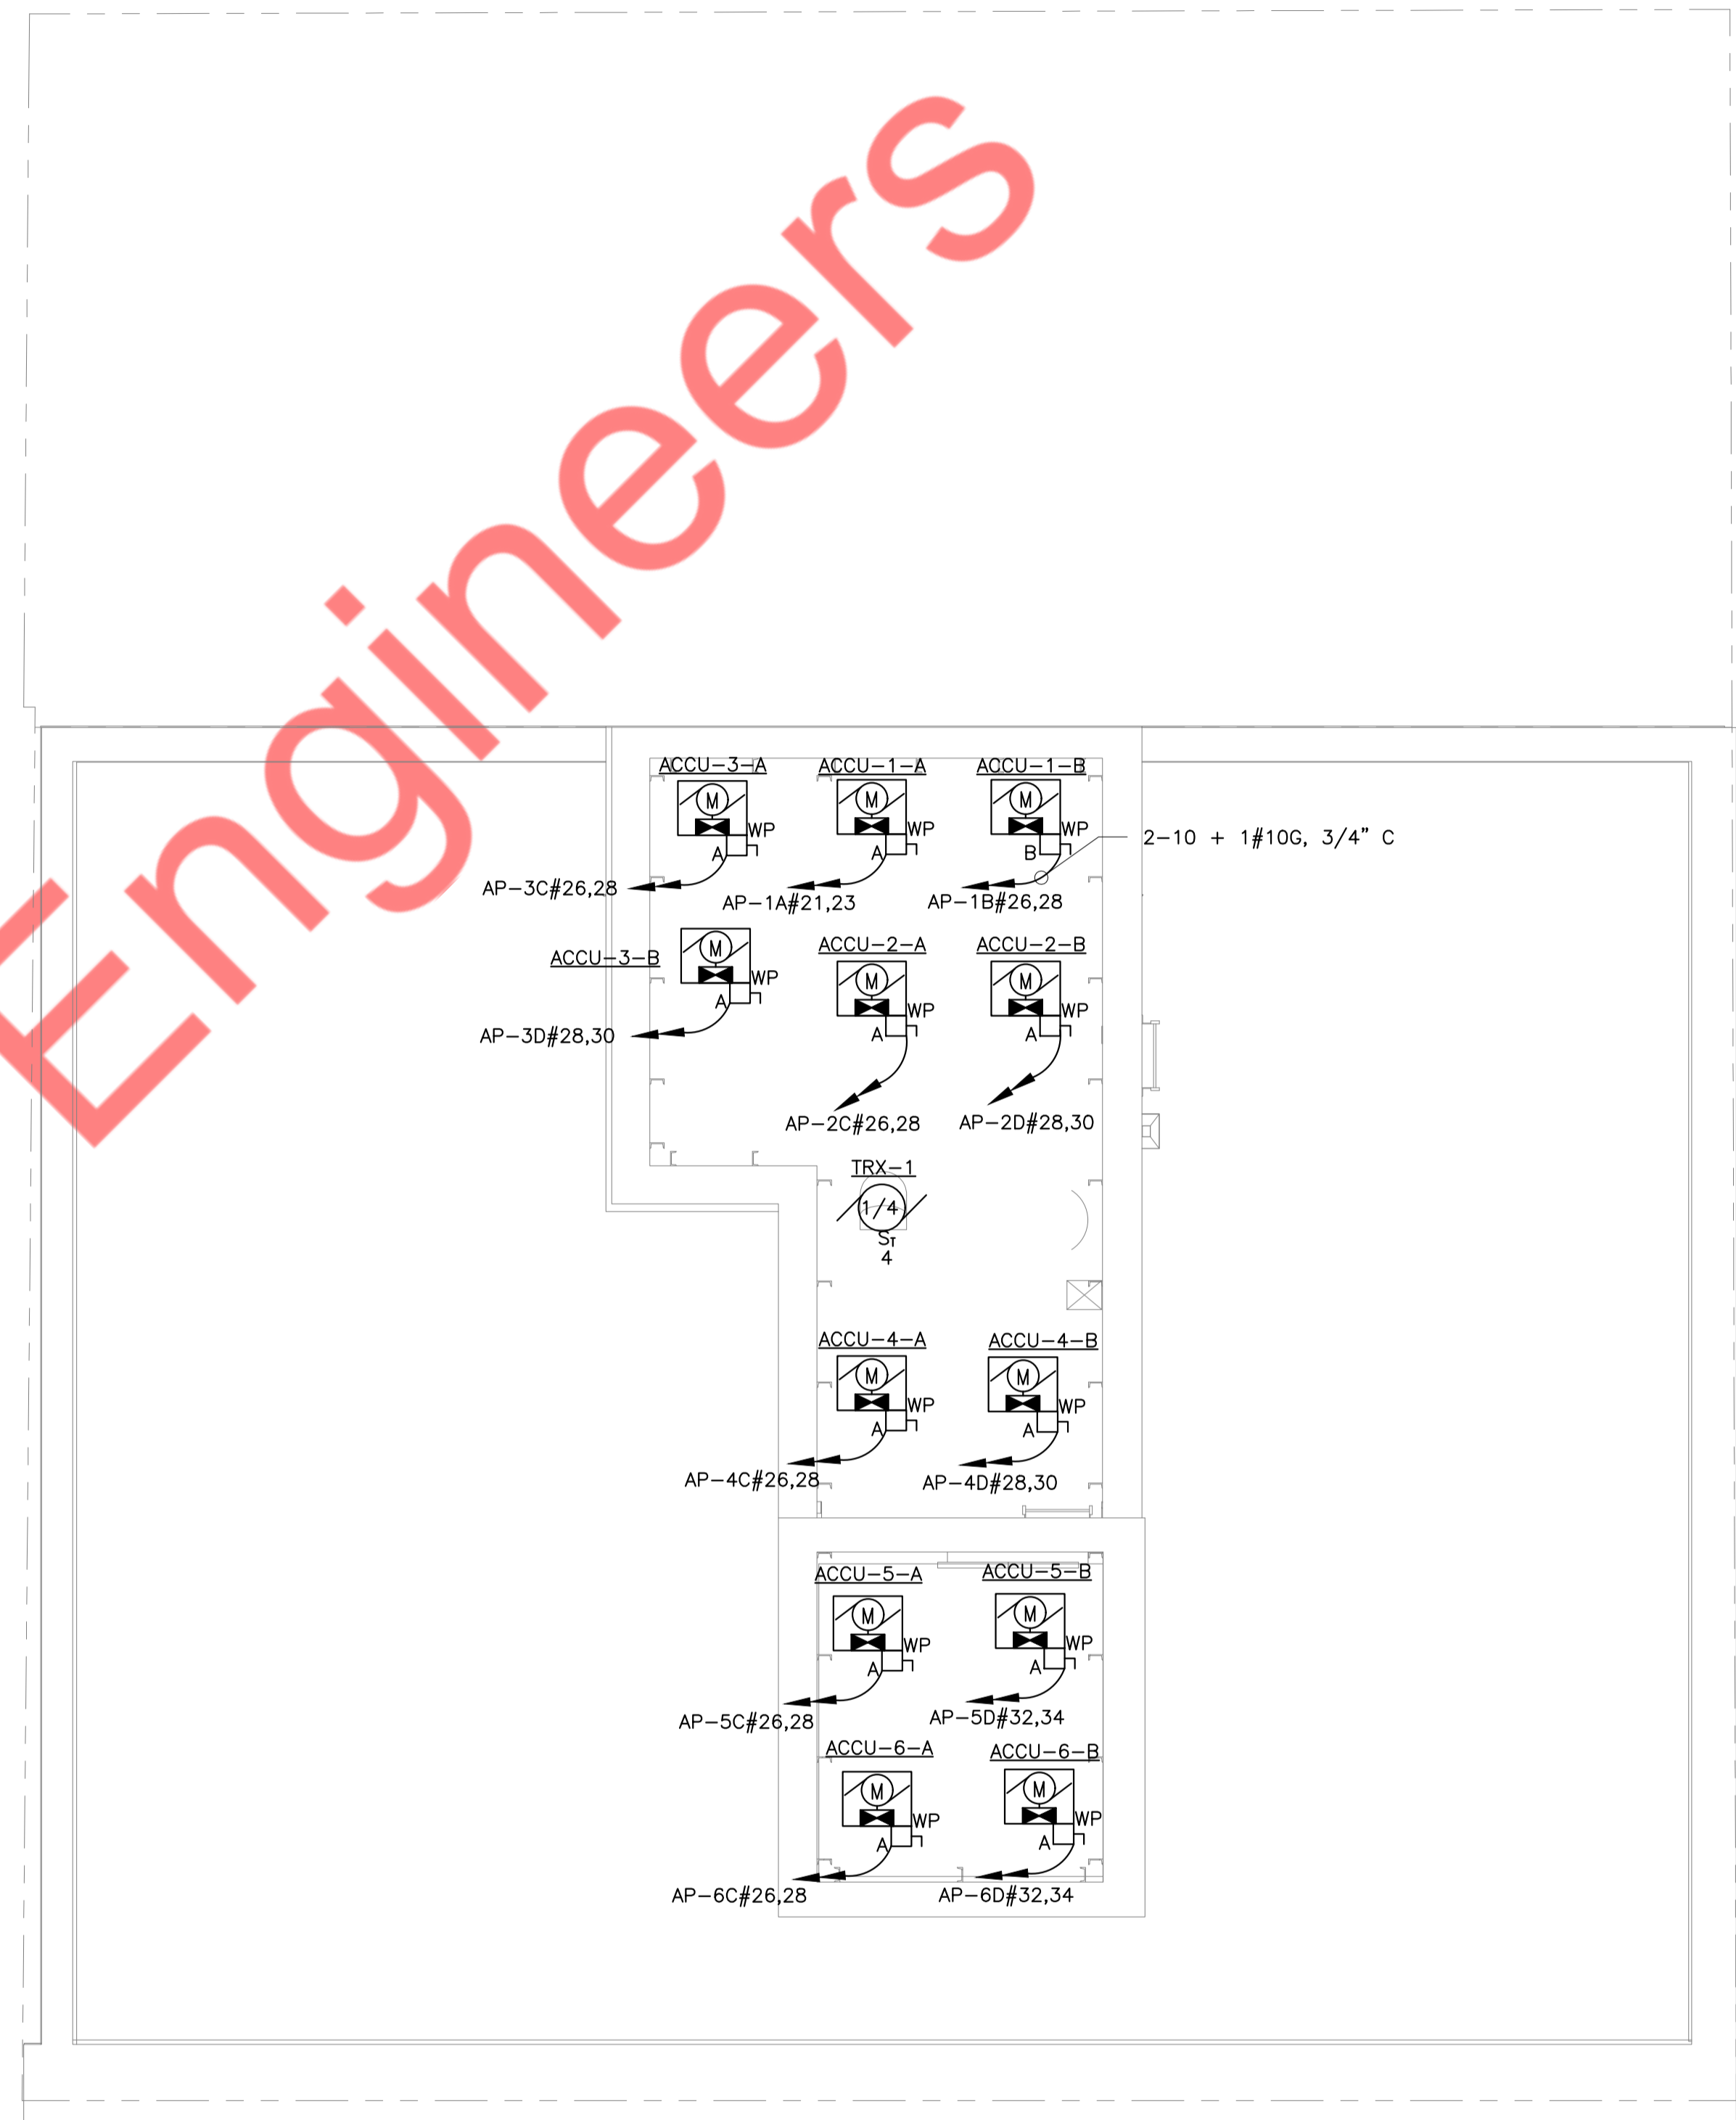 Engineers
ACCU-3-A
M
WP
A
AP-3C#26,28
ACCU-1-A
M
WP
A
AP-1A#21,23
ACCU-1-B
M
WP
B
AP-1B#26,28
2-10 + 1#10G, 3/4" C
ACCU-3-B
M
WP
A
AP-3D#28,30
ACCU-2-A
M
WP
A
AP-2C#26,28
ACCU-2-B
M
WP
A
AP-2D#28,30
TRX-1
1/4
ST
4
ACCU-4-A
M
WP
A
AP-4C#26,28
ACCU-4-B
M
WP
A
AP-4D#28,30
ACCU-5-A
M
WP
A
AP-5C#26,28
ACCU-5-B
M
WP
A
AP-5D#32,34
ACCU-6-A
M
WP
A
AP-6C#26,28
ACCU-6-B
M
WP
A
AP-6D#32,34